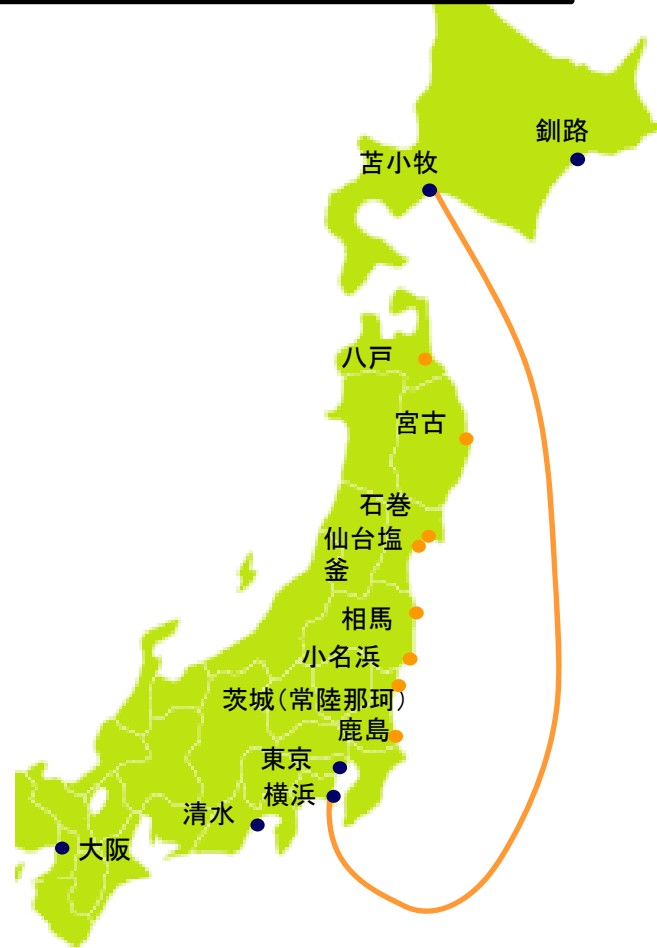 釧路
苫小牧
八戸
宮古
石巻
仙台塩
釜
相馬
小名浜
茨城(常陸那珂)
鹿島
東京
横浜
清水
大阪